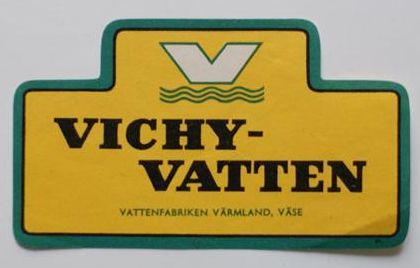 V
VICHY-
VATTEN
VATTENFABRIKEN VÄRMLAND, VÄSE